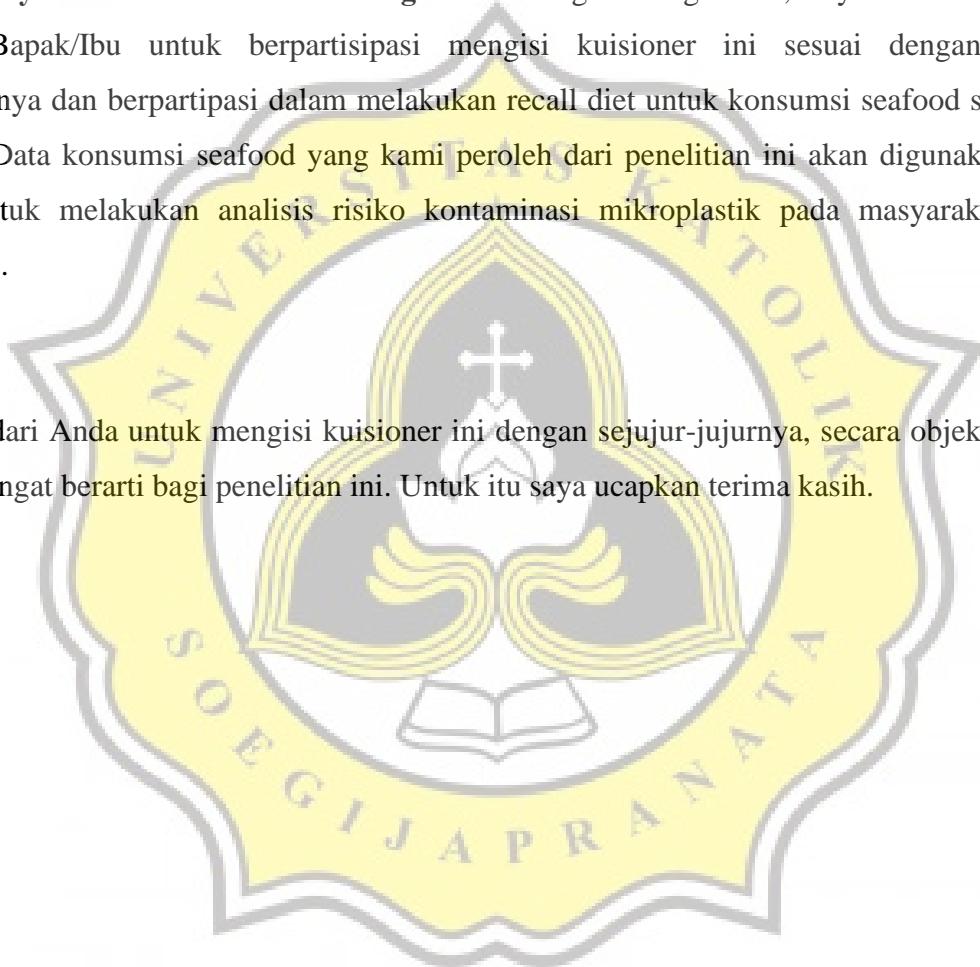 Bapak/Ibu untuk berpartisipasi mengisi kuisioner ini sesuai dengan
nya dan berpartipasi dalam melakukan recall diet untuk konsumsi seafood s
Data konsumsi seafood yang kami peroleh dari penelitian ini akan digunak
tuk melakukan analisis risiko kontaminasi mikroplastik pada masyarak
.
dari Anda untuk mengisi kuisioner ini dengan sejujur-jujurnya, secara objek
ngat berarti bagi penelitian ini. Untuk itu saya ucapkan terima kasih.
UNIVERSITAS KATOLIK
SOEGIJAPRANATA